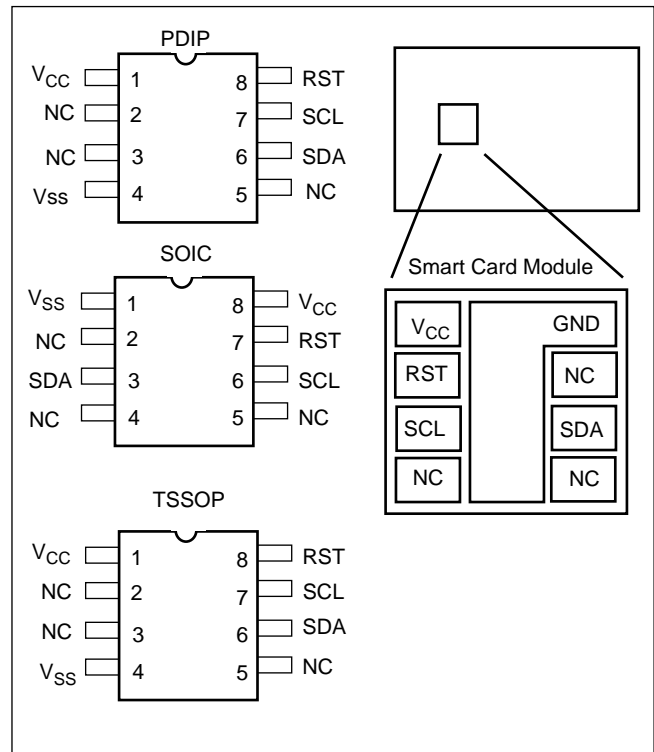 PDIP
VCC 1 8 RST
NC 2 7 SCL
NC 3 6 SDA
Vss 4 5 NC
SOIC
VSS 1 8 VCC
NC 2 7 RST
SDA 3 6 SCL
NC 4 5 NC
TSSOP
VCC 1 8 RST
NC 2 7 SCL
NC 3 6 SDA
VSS 4 5 NC
Smart Card Module
VCC GND
RST NC
SCL SDA
NC NC